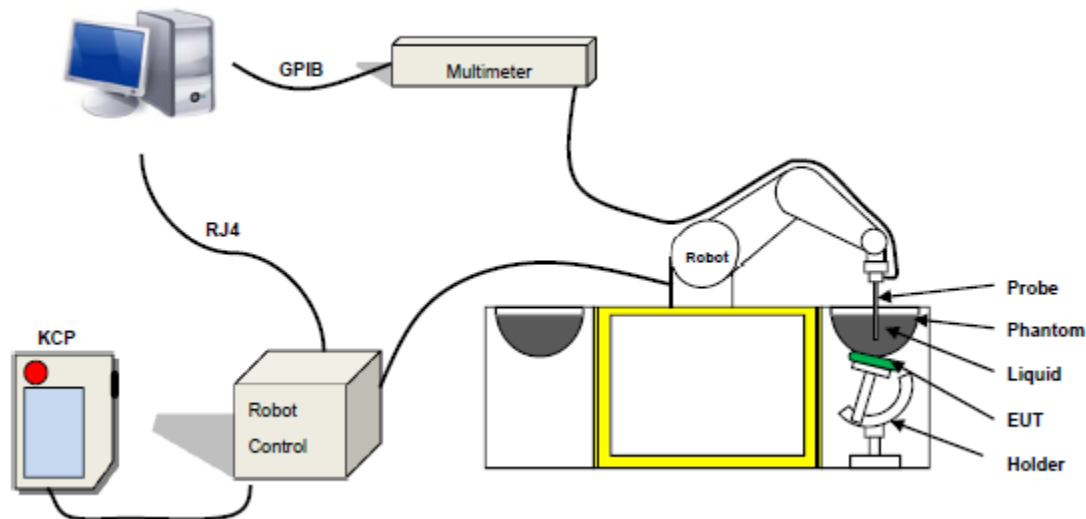 GPIB
Multimeter
RJ4
Robot
KCP
Robot
Control
Probe
Phantom
Liquid
EUT
Holder